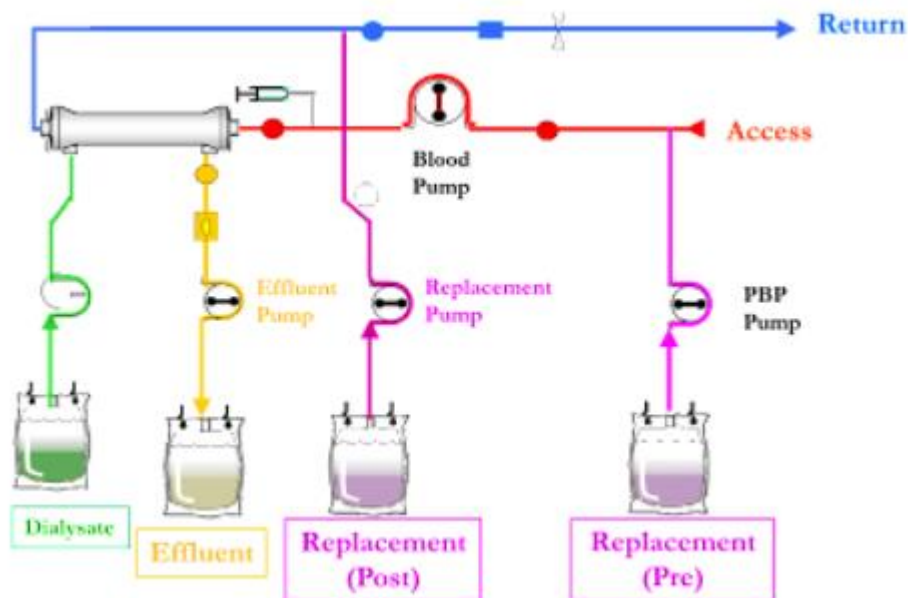 Return
Access
Blood
Pump
Effluent
Pump
Replacement
Pump
PBP
Pump
Dialysate
Effluent
Replacement
(Post)
Replacement
(Pre)